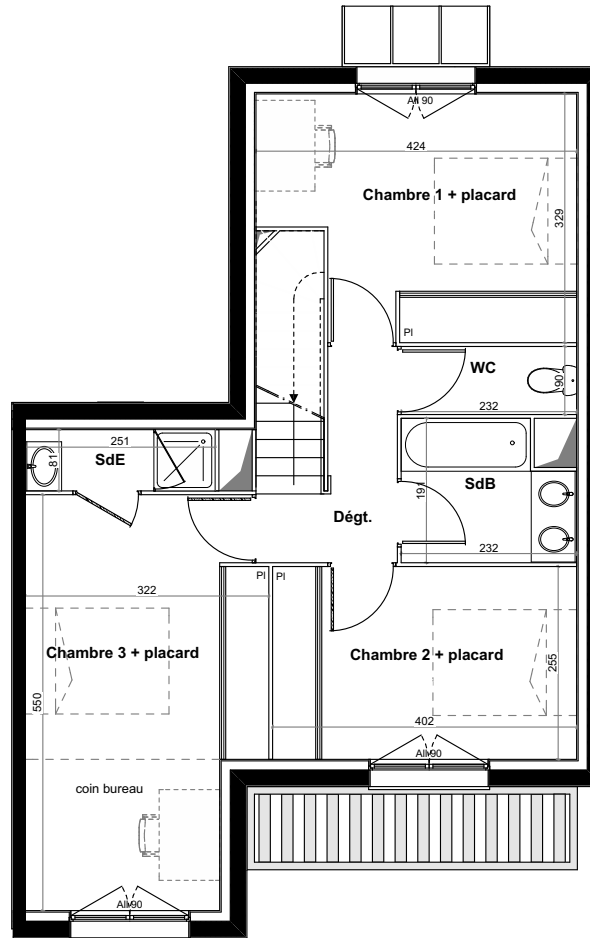 All 90
424
Chambre 1 + placard
329
Pl
WC
90
232
251
81
SdE
SdB
191
Dégt.
232
Pl
Pl
322
Chambre 3 + placard
Chambre 2 + placard
255
550
402
All 90
coin bureau
All 90